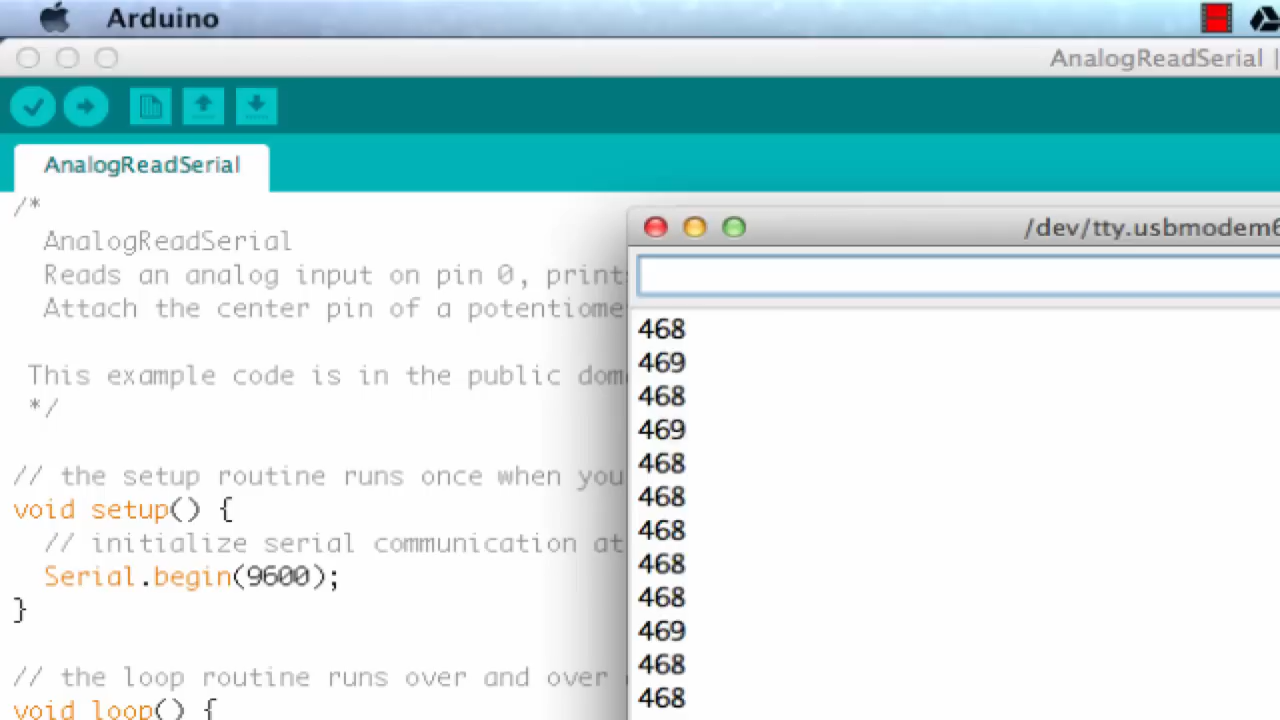 Arduino
AnalogReadSerial |
AnalogReadSerial
/*
AnalogReadSerial
Reads an analog input on pin 0, prints
Attach the center pin of a potentiome
This example code is in the public dom
*/
// the setup routine runs once when you
void setup() {
// initialize serial communication at
Serial.begin(9600);
}
// the loop routine runs over and over
void loop() {
/dev/tty.usbmodem6
468
469
468
469
468
468
468
468
468
469
468
468